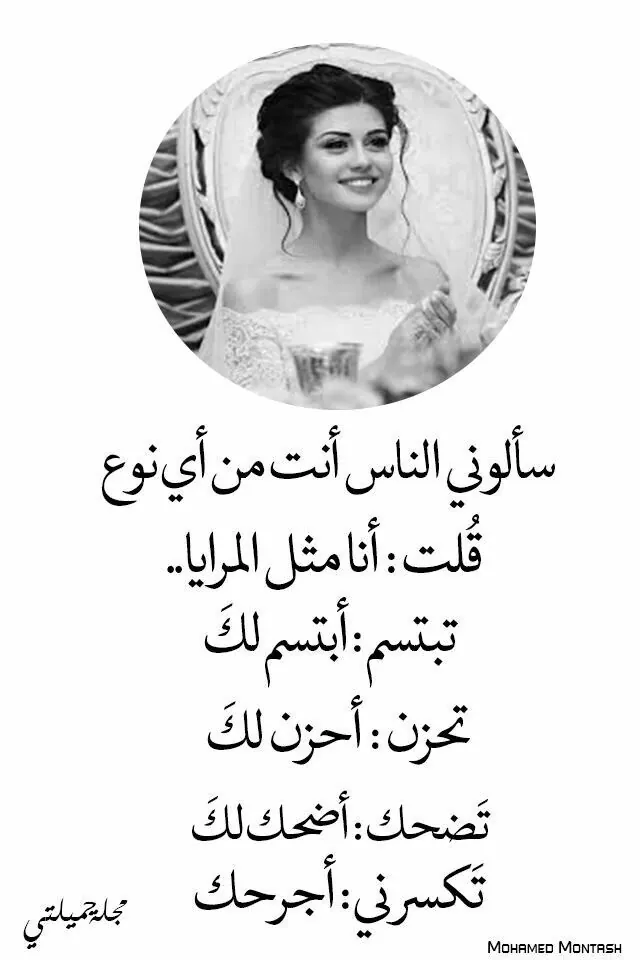 سألوني الناس أنت من أي نوع
قُلت : أنا مثل المرايا..
تبتسم : أبتسم لكَ
تحزن : أحزن لكَ
تَضحك : أضحك لكَ
تَكسرني : أجرحك
مجلة جميلتي
MOHAMED MONTASH